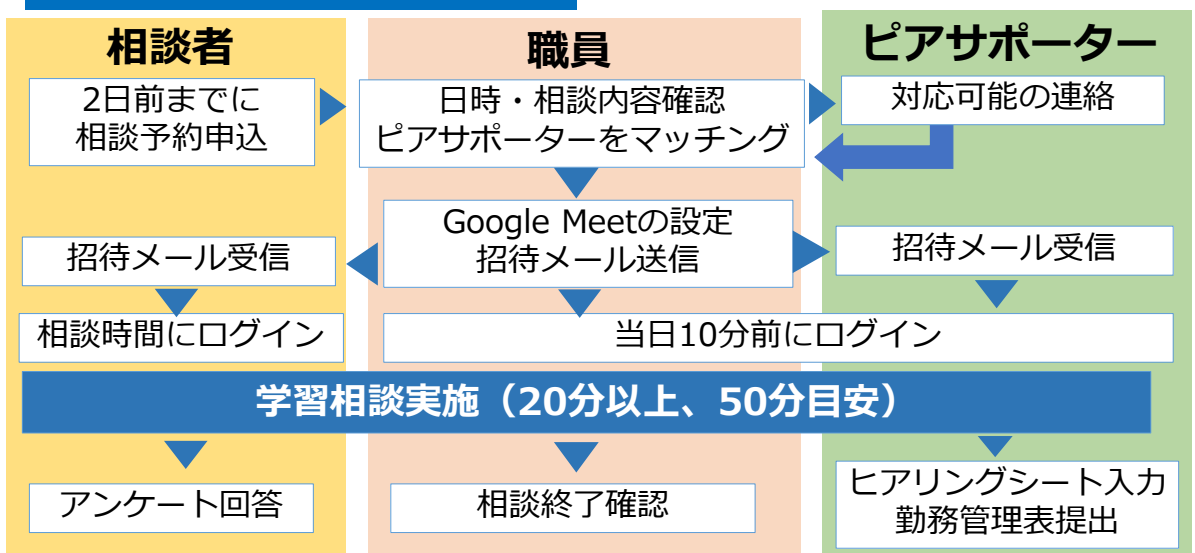 相談者
職員
ピアサポーター
2日前までに
相談予約申込
日時・相談内容確認
ピアサポーターをマッチング
対応可能の連絡
Google Meetの設定
招待メール送信
招待メール受信
招待メール受信
相談時間にログイン
当日10分前にログイン
学習相談実施（20分以上、50分目安）
アンケート回答
相談終了確認
ヒアリングシート入力
勤務管理表提出